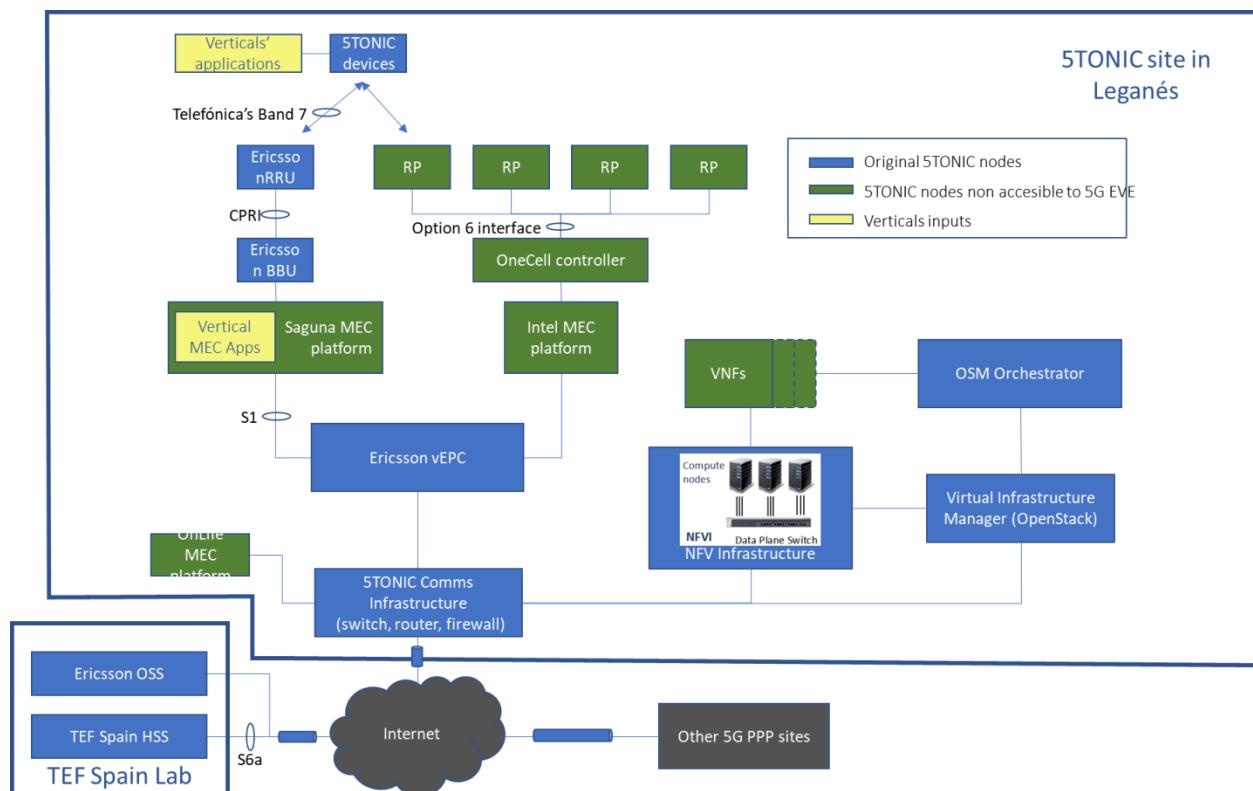 5TONIC site in
Leganés
Verticals’
applications
5TONIC
devices
Telefónica’s Band 7
Original 5TONIC nodes
5TONIC nodes non accesible to 5G EVE
Verticals inputs
Ericsso
nRRU
RP
RP
RP
RP
CPRI
Option 6 interface
Ericsso
n BBU
OneCell controller
Vertical
MEC Apps
Saguna MEC
platform
Intel MEC
platform
VNFs
OSM Orchestrator
S1
Ericsson vEPC
Compute
nodes
NFVI
Data Plane Switch
NFV Infrastructure
Virtual Infrastructure
Manager (OpenStack)
OnLife
MEC
platform
5TONIC Comms
Infrastructure
(switch, router, firewall)
Ericsson OSS
TEF Spain HSS
S6a
TEF Spain Lab
Internet
Other 5G PPP sites